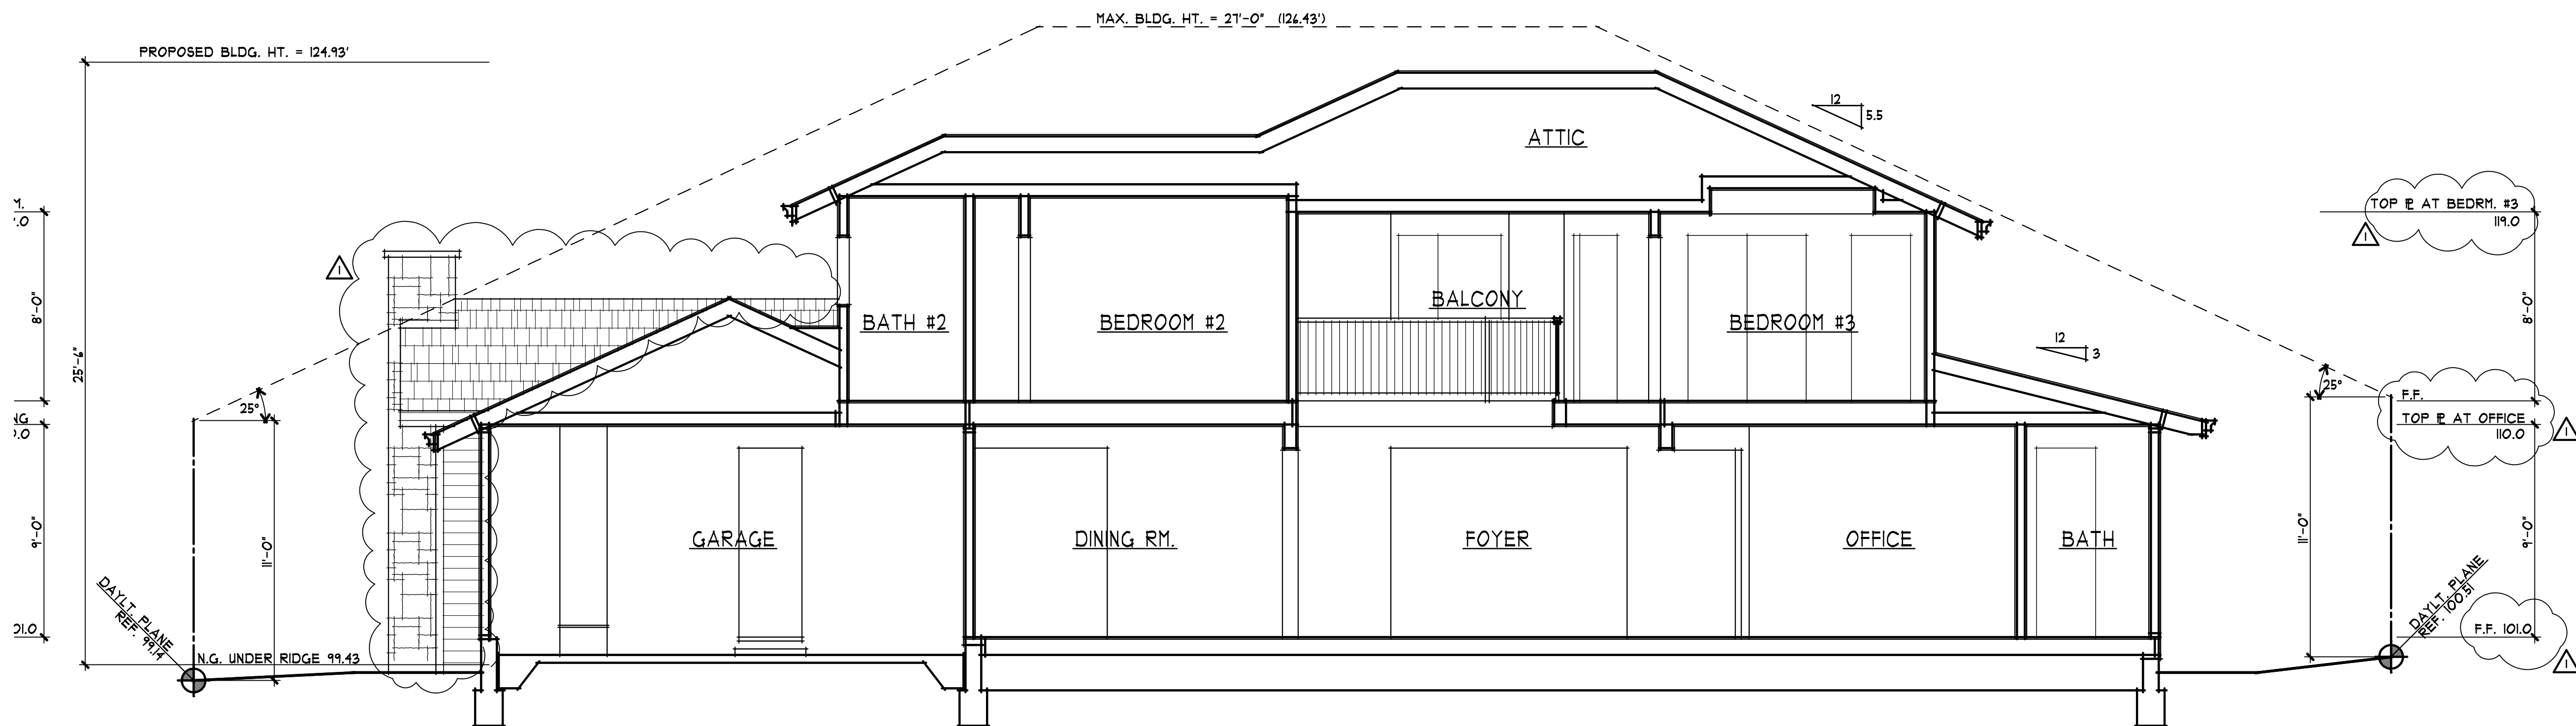 MAX. BLDG. HT. = 27'-0" (126.43')
PROPOSED BLDG. HT. = 124.93'
12
5.5
ATTIC
M.
'.0
TOP ⅊ AT BEDRM. #3
119.0
1
1
8'-0"
25'-6"
BATH #2
BEDROOM #2
BALCONY
BEDROOM #3
8'-0"
12
3
25°
25°
F.F.
NG
TOP ⅊ AT OFFICE
110.0
1
9'-0"
11'-0"
GARAGE
DINING RM.
FOYER
OFFICE
BATH
11'-0"
9'-0"
DAYLT. PLANE
REF. 99.14
DAYLT. PLANE
REF. 100.51
01.0
N.G. UNDER RIDGE 99.43
F.F. 101.0
1